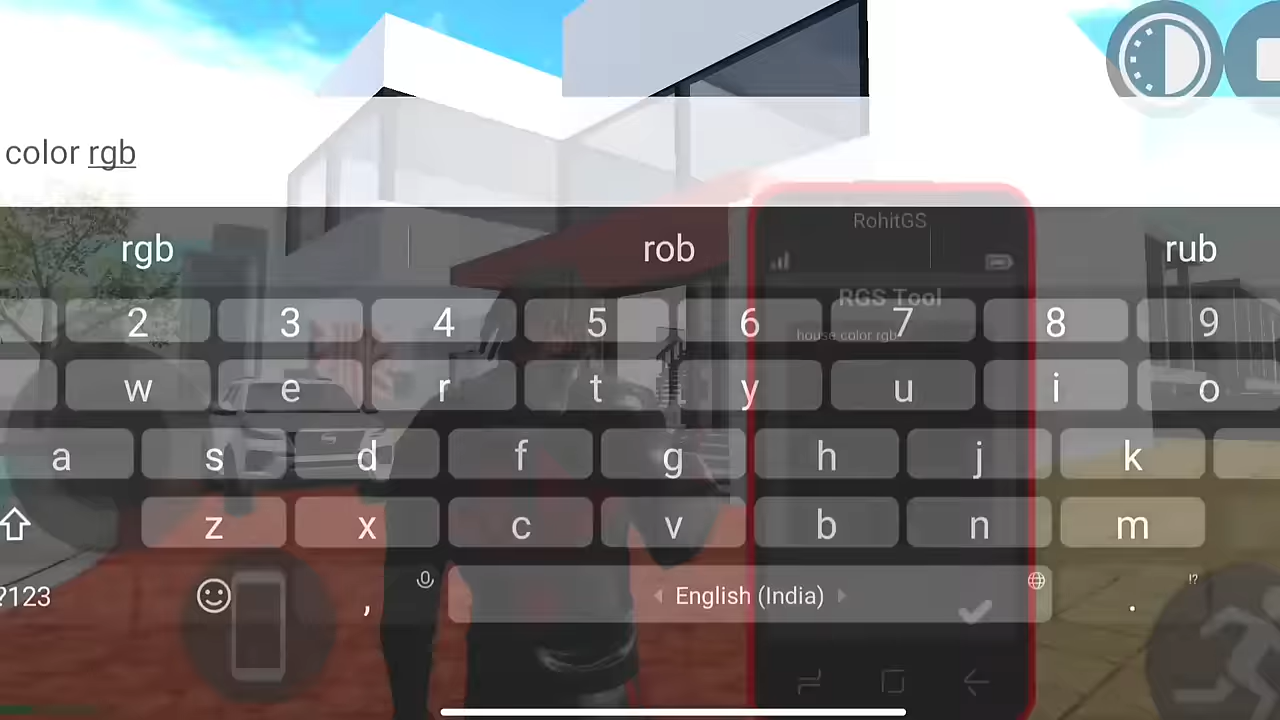 color rgb
RohitGS
rgb rob rub
RGS Tool
house color rgb
2 3 4 5 6 7 8 9
w e r t y u i o
a s d f g h j k
z x c v b n m
?123 , English (India) !? .